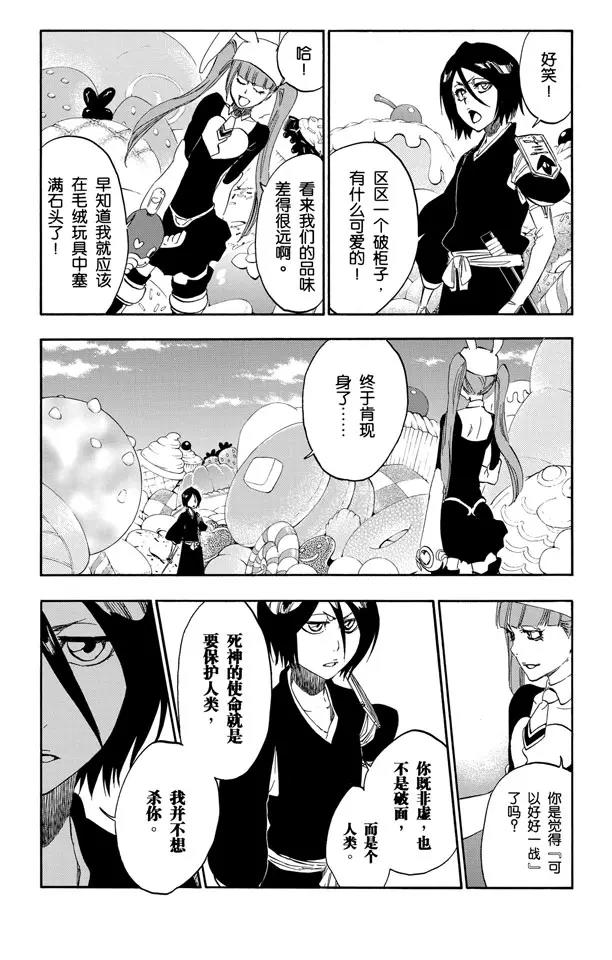 好笑！
区区一个破柜子，
有什么可爱的！
哈！
看来我们的品味
差得很远啊。
早知道我就应该
在毛绒玩具中塞
满石头了！
终于肯现
身了……
你是觉得『可
以好好一战』
了吗？
你既非虚，也
不是破面，
而是个
人类。
死神的使命就是
要保护人类，
我并不想
杀你。